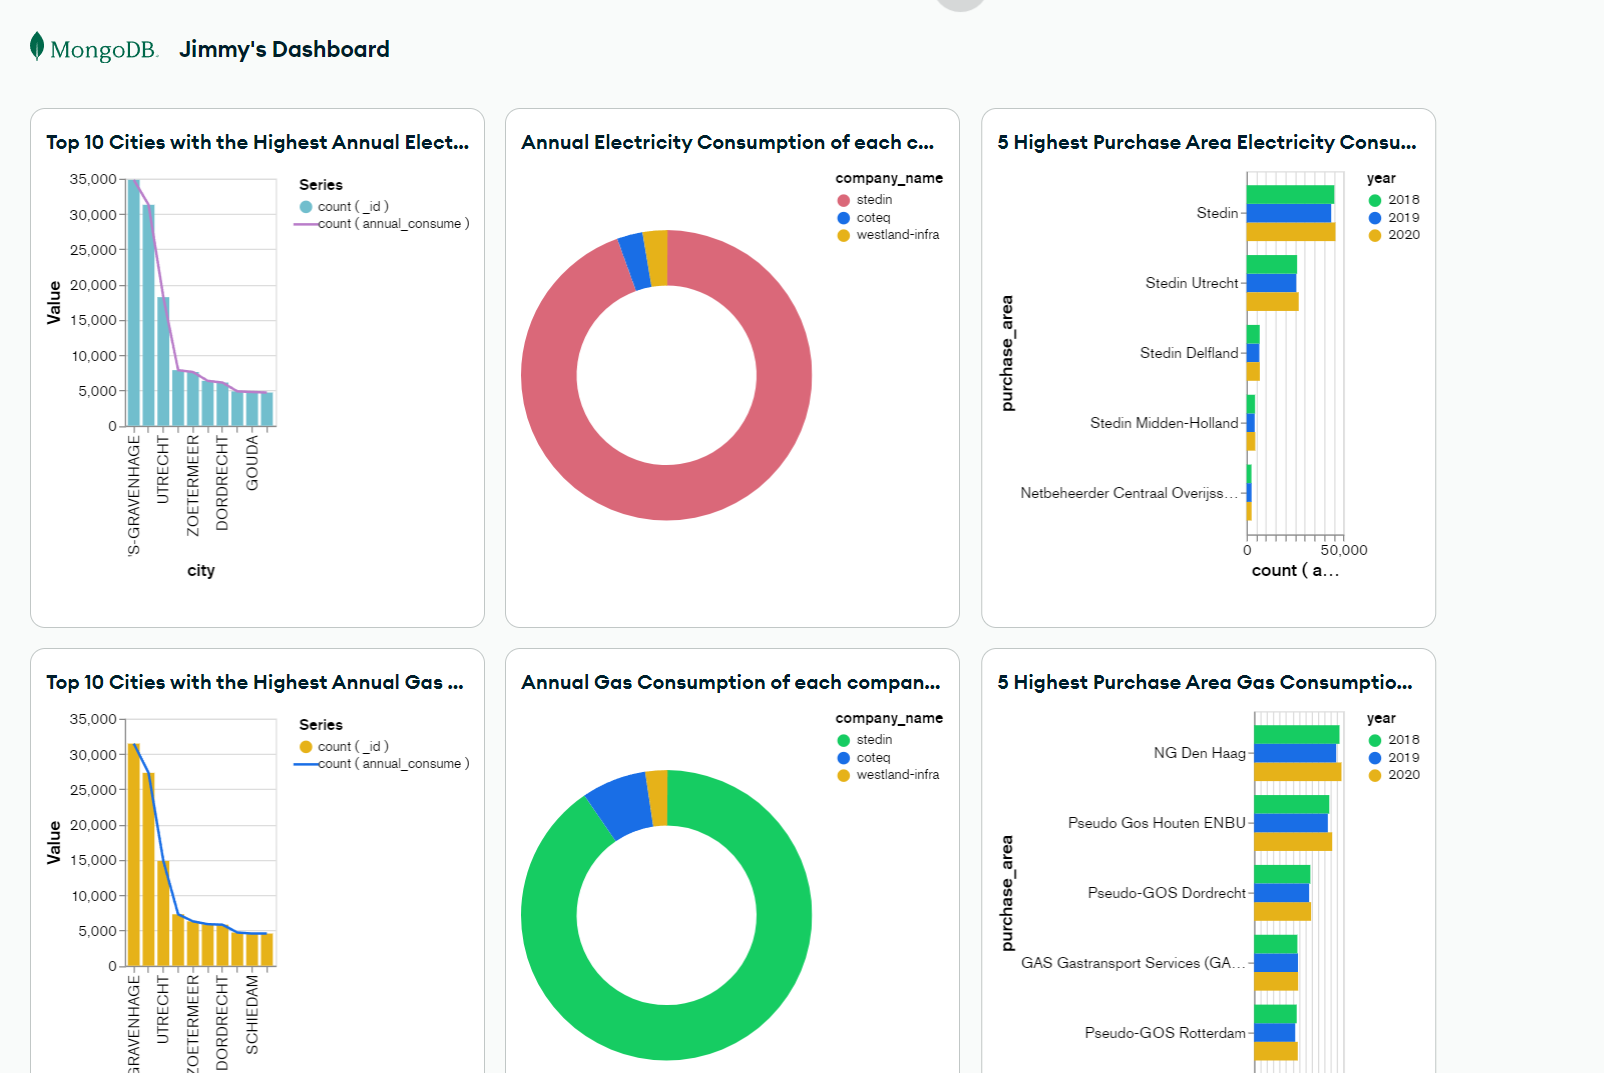 MongoDB. Jimmy's Dashboard
Top 10 Cities with the Highest Annual Elect...
Series
count ( _id )
count ( annual_consume )
35,000
30,000
25,000
20,000
15,000
10,000
5,000
0
Value
'S-GRAVENHAGE
UTRECHT
ZOETERMEER
DORDRECHT
GOUDA
city
Annual Electricity Consumption of each c...
company_name
stedin
coteq
westland-infra
5 Highest Purchase Area Electricity Consu...
year
2018
2019
2020
purchase_area
Stedin
Stedin Utrecht
Stedin Delfland
Stedin Midden-Holland
Netbeheerder Centraal Overijss...
0
50,000
count ( a...
Top 10 Cities with the Highest Annual Gas ...
Series
count ( _id )
count ( annual_consume )
35,000
30,000
25,000
20,000
15,000
10,000
5,000
0
Value
GRAVENHAGE
UTRECHT
ZOETERMEER
DORDRECHT
SCHIEDAM
Annual Gas Consumption of each compan...
company_name
stedin
coteq
westland-infra
5 Highest Purchase Area Gas Consumptio...
year
2018
2019
2020
purchase_area
NG Den Haag
Pseudo Gos Houten ENBU
Pseudo-GOS Dordrecht
GAS Gastransport Services (GA...
Pseudo-GOS Rotterdam